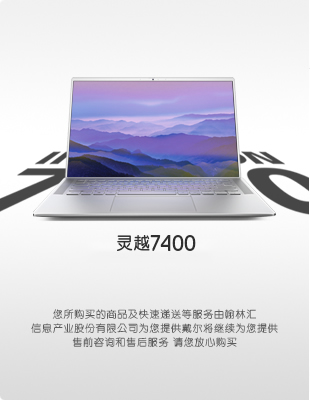 灵越7400
您所购买的商品及快速递送等服务由翰林汇
信息产业股份有限公司为您提供戴尔将继续为您提供
售前咨询和售后服务 请您放心购买